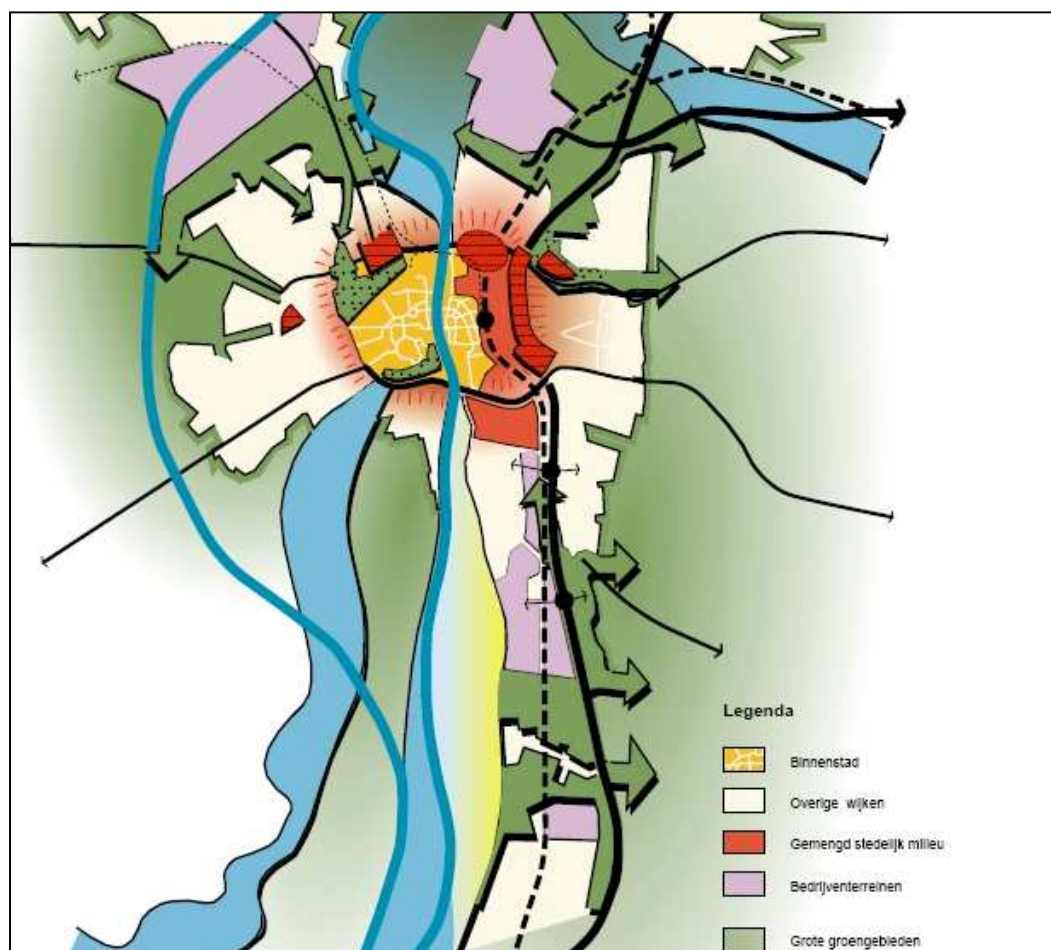 Legenda
Binnenstad
Overige wijken
Gemengd stedelijk milieu
Bedrijventerreinen
Grote groengebieden